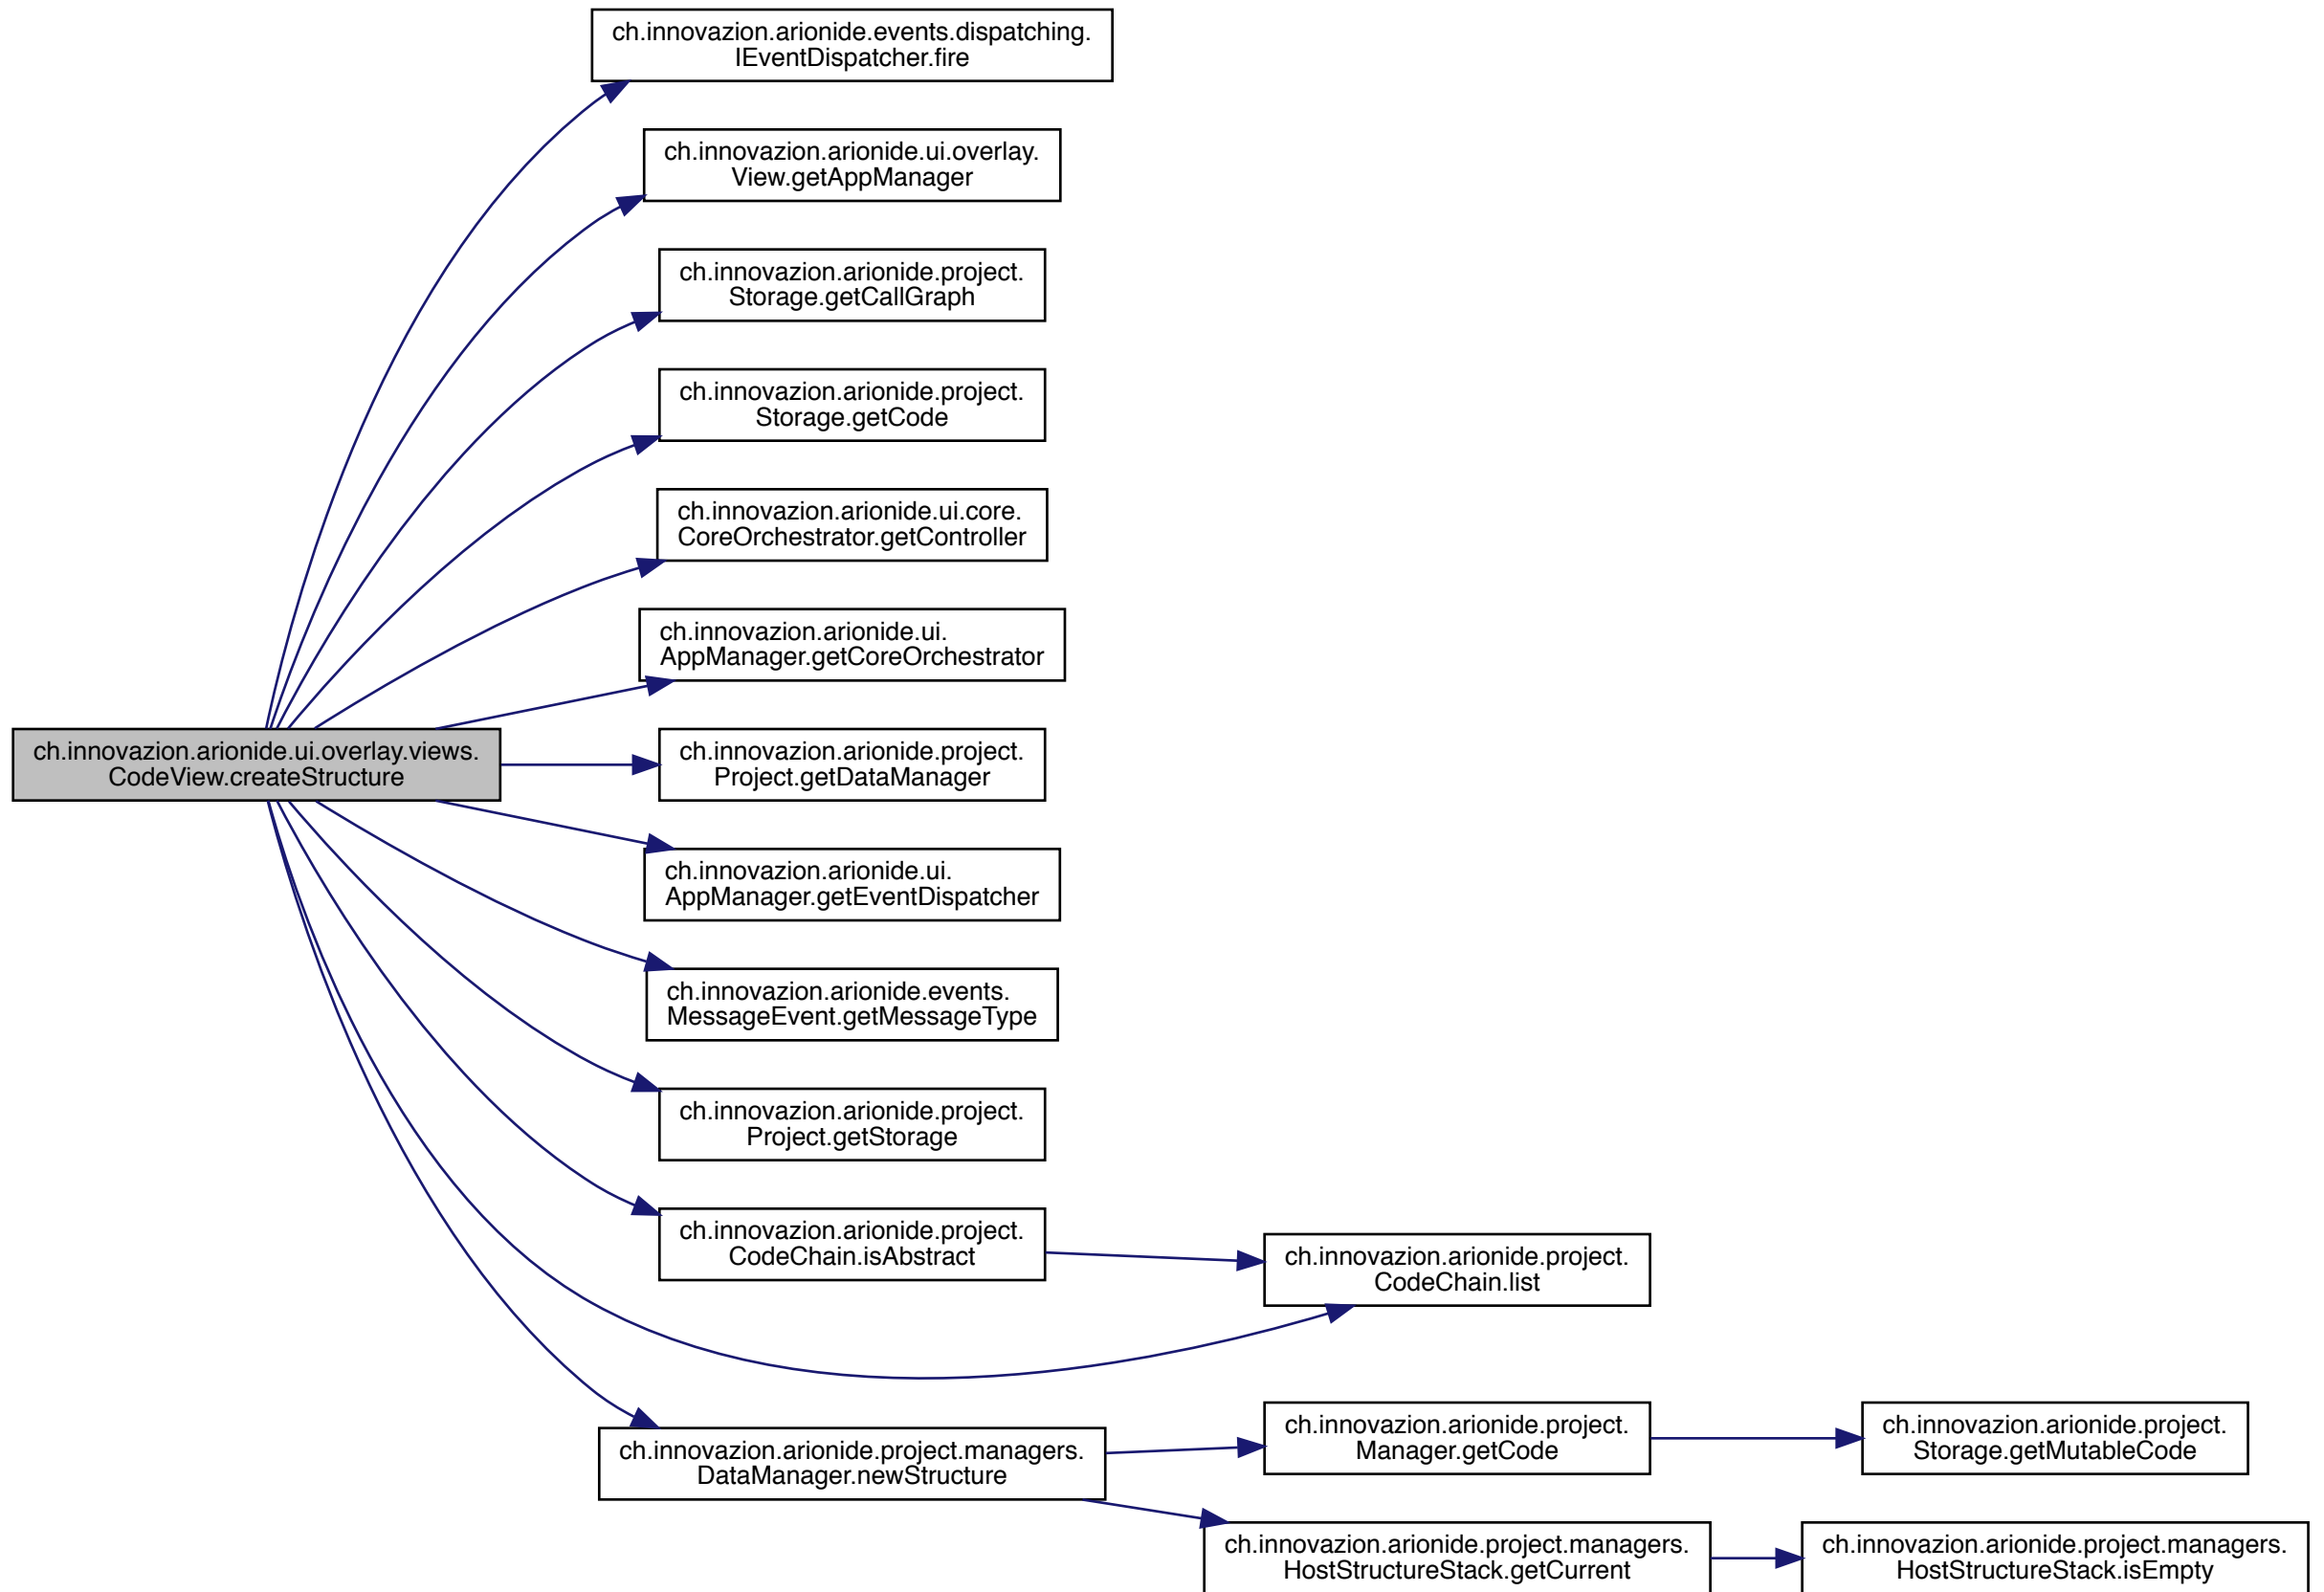 ch.innovazion.arionide.events.dispatching.
IEventDispatcher.fire
ch.innovazion.arionide.ui.overlay.
View.getAppManager
ch.innovazion.arionide.project.
Storage.getCallGraph
ch.innovazion.arionide.project.
Storage.getCode
ch.innovazion.arionide.ui.core.
CoreOrchestrator.getController
ch.innovazion.arionide.ui.
AppManager.getCoreOrchestrator
ch.innovazion.arionide.ui.overlay.views.
CodeView.createStructure
ch.innovazion.arionide.project.
Project.getDataManager
ch.innovazion.arionide.ui.
AppManager.getEventDispatcher
ch.innovazion.arionide.events.
MessageEvent.getMessageType
ch.innovazion.arionide.project.
Project.getStorage
ch.innovazion.arionide.project.
CodeChain.isAbstract
ch.innovazion.arionide.project.
CodeChain.list
ch.innovazion.arionide.project.managers.
DataManager.newStructure
ch.innovazion.arionide.project.
Manager.getCode
ch.innovazion.arionide.project.
Storage.getMutableCode
ch.innovazion.arionide.project.managers.
HostStructureStack.getCurrent
ch.innovazion.arionide.project.managers.
HostStructureStack.isEmpty